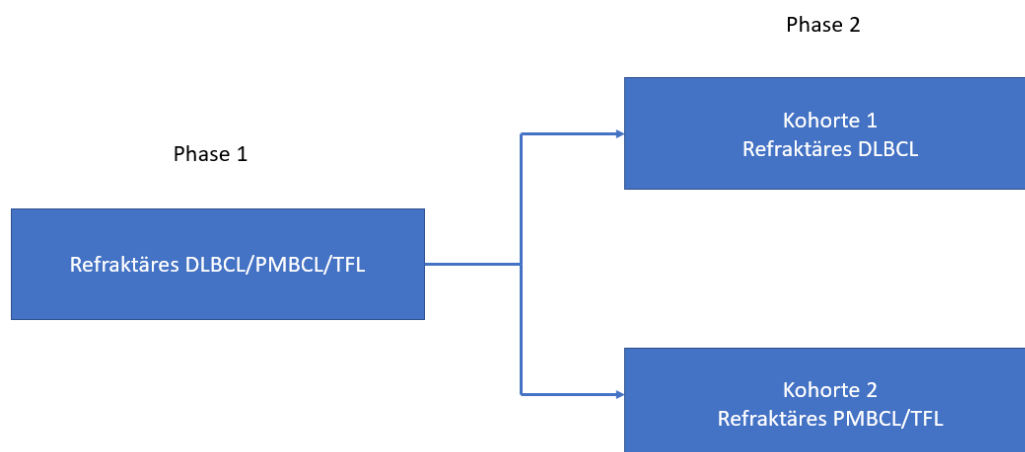 Phase 1
Refraktäres DLBCL/PMBCL/TFL
Phase 2
Kohorte 1
Refraktäres DLBCL
Kohorte 2
Refraktäres PMBCL/TFL